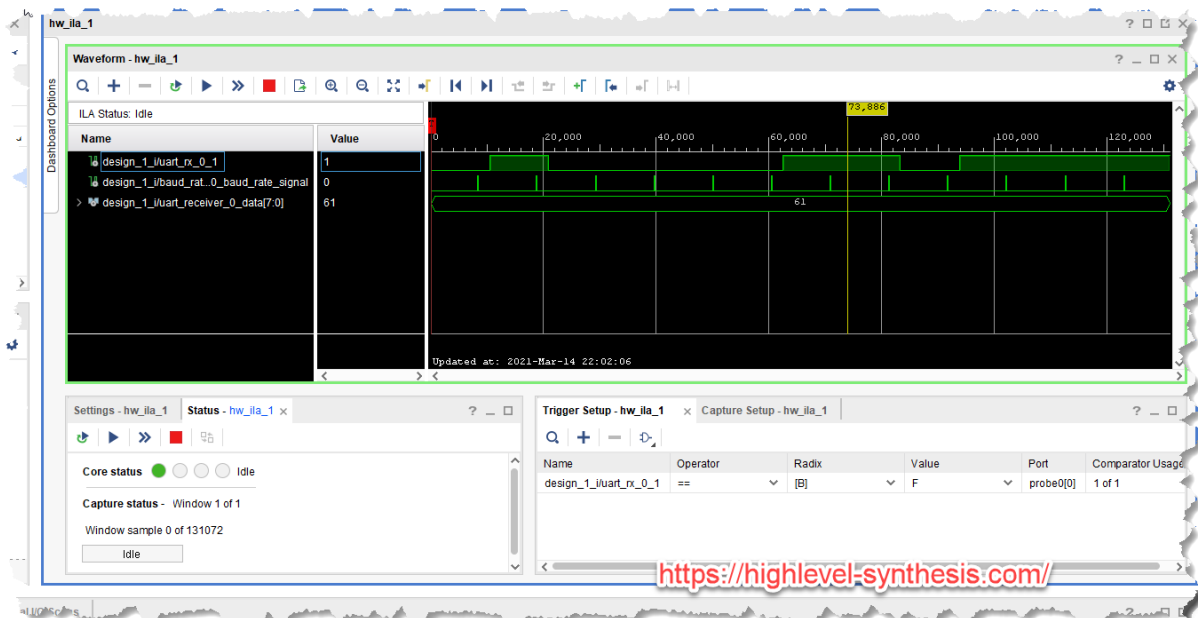 hw_ila_1
Dashboard Options
Waveform - hw_ila_1
ILA Status: Idle
Name Value
design_1_i/uart_rx_0_1 1
design_1_i/baud_rat...0_baud_rate_signal 0
design_1_i/uart_receiver_0_data[7:0] 61
73,886
0 20,000 40,000 60,000 80,000 100,000 120,000
61
Updated at: 2021-Mar-14 22:02:06
Settings - hw_ila_1 Status - hw_ila_1
Core status Idle
Capture status - Window 1 of 1
Window sample 0 of 131072
Idle
Trigger Setup - hw_ila_1 Capture Setup - hw_ila_1
Name Operator Radix Value Port Comparator Usage
design_1_i/uart_rx_0_1 == [B] F probe0[0] 1 of 1
https://highlevel-synthesis.com/